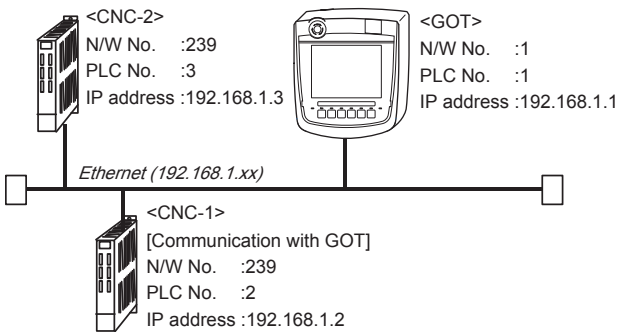 <CNC-2>
N/W No. :239
PLC No. :3
IP address :192.168.1.3
<GOT>
N/W No. :1
PLC No. :1
IP address :192.168.1.1
Ethernet (192.168.1.xx)
<CNC-1>
[Communication with GOT]
N/W No. :239
PLC No. :2
IP address :192.168.1.2